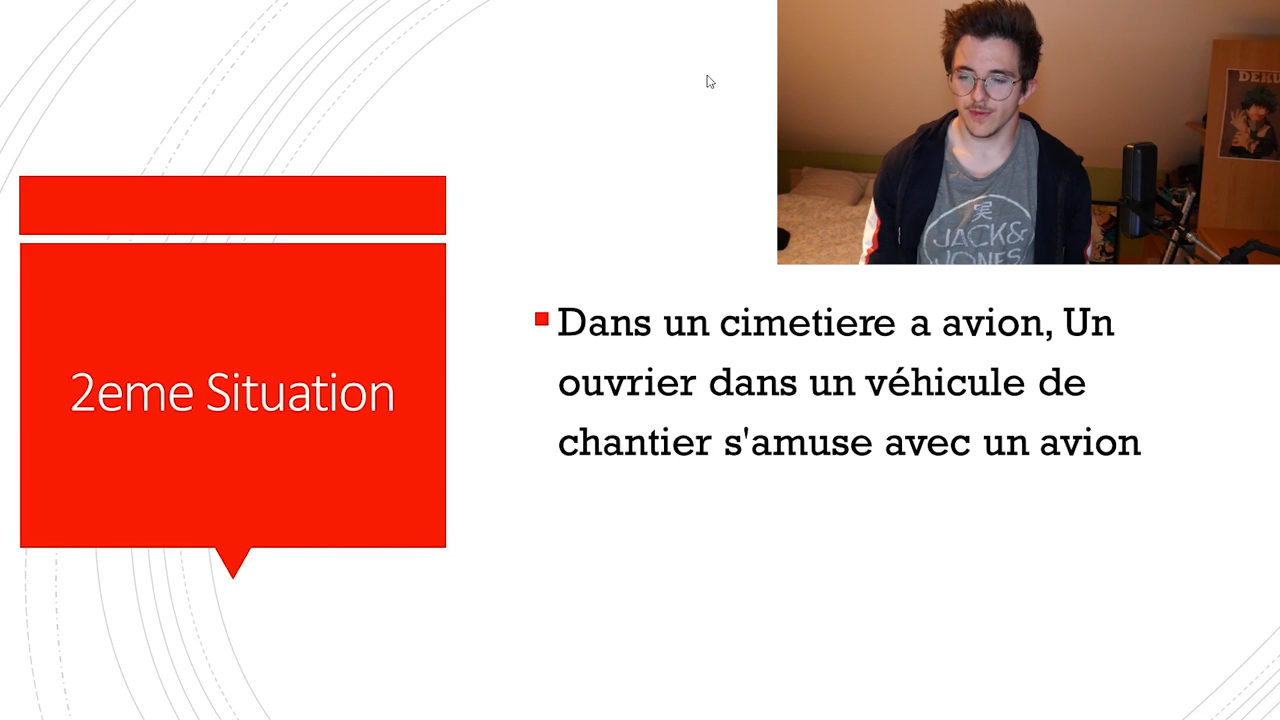 DEKU
実
JACK&
JONES
2eme Situation
Dans un cimetiere a avion, Un
ouvrier dans un véhicule de
chantier s'amuse avec un avion